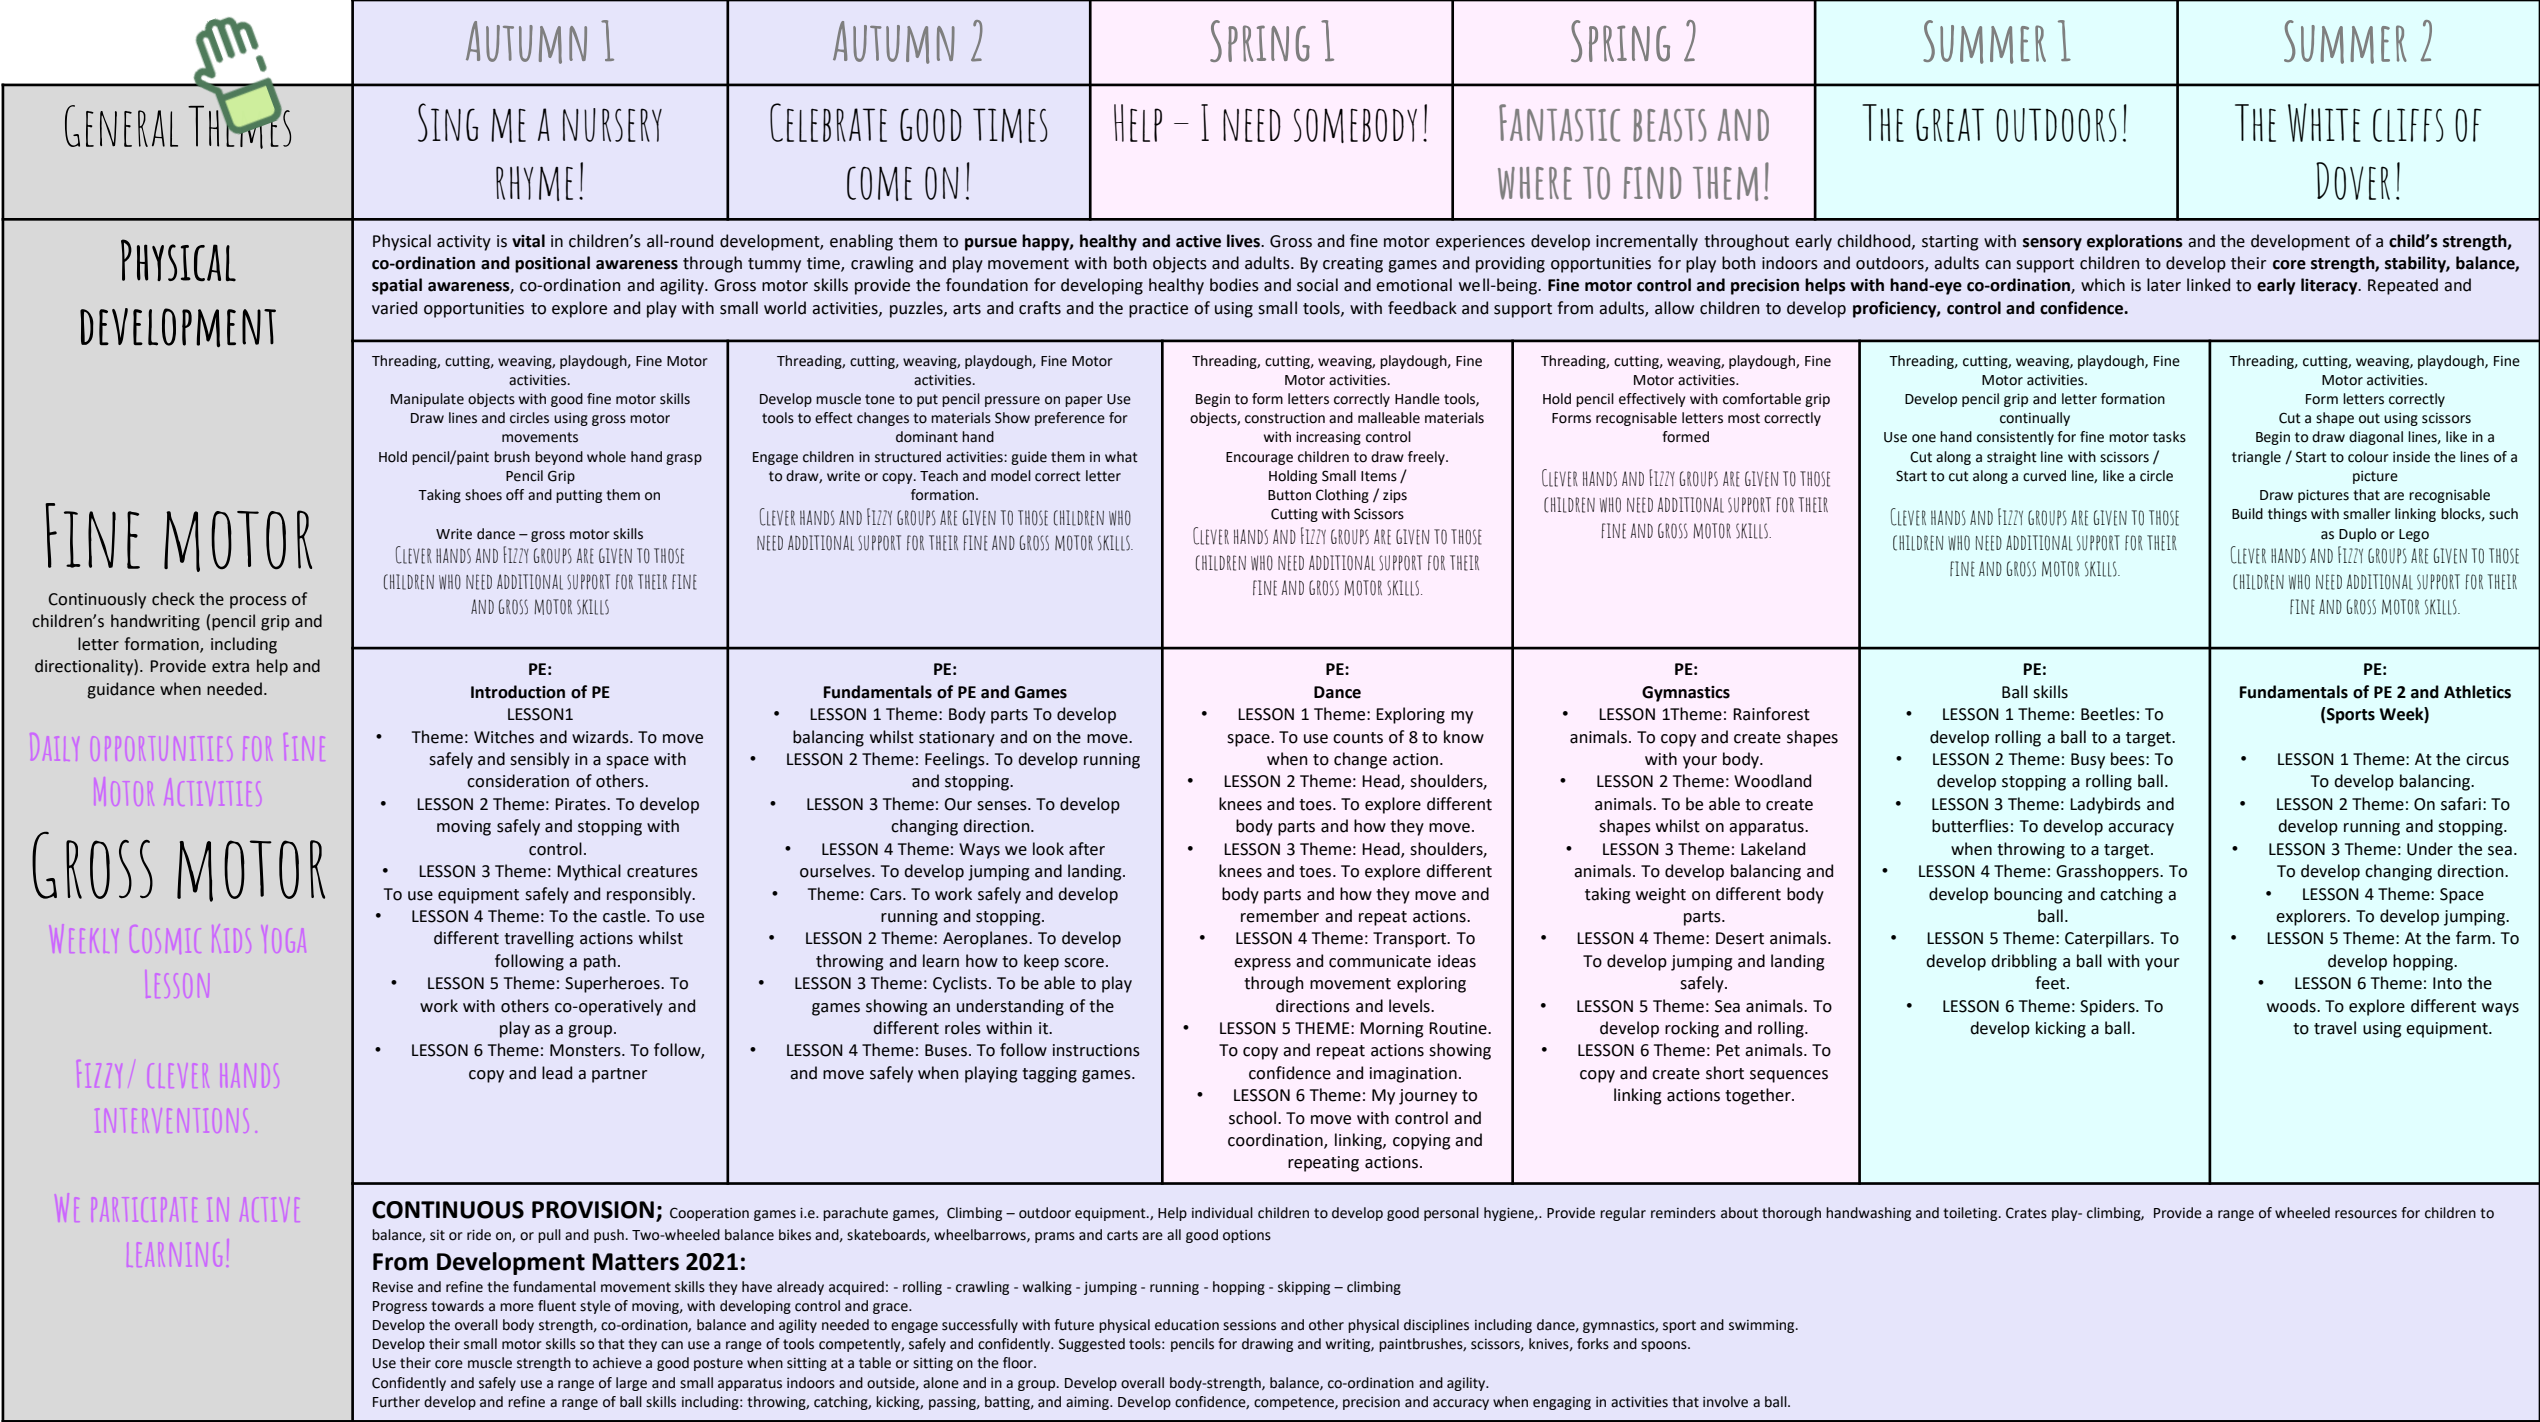 Autumn 1
Autumn 2
Spring 1
Spring 2
Summer 1
Summer 2
General Themes
Sing me a nursery
rhyme!
Celebrate good times
come on!
Help – I need somebody!
Fantastic beasts and
where to find them!
The great outdoors!
The White cliffs of
Dover!
Physical
development
Fine motor
Continuously check the process of
children's handwriting (pencil grip and
letter formation, including
directionality). Provide extra help and
guidance when needed.
Daily opportunities for Fine
Motor Activities
Gross motor
Weekly Cosmic Kids Yoga
Lesson
Fizzy/ clever hands
interventions.
We participate in active
learning!
Physical activity is vital in children's all-round development, enabling them to pursue happy, healthy and active lives. Gross and fine motor experiences develop incrementally throughout early childhood, starting with sensory explorations and the development of a child's strength,
co-ordination and positional awareness through tummy time, crawling and play movement with both objects and adults. By creating games and providing opportunities for play both indoors and outdoors, adults can support children to develop their core strength, stability, balance,
spatial awareness, co-ordination and agility. Gross motor skills provide the foundation for developing healthy bodies and social and emotional well-being. Fine motor control and precision helps with hand-eye co-ordination, which is later linked to early literacy. Repeated and
varied opportunities to explore and play with small world activities, puzzles, arts and crafts and the practice of using small tools, with feedback and support from adults, allow children to develop proficiency, control and confidence.
Threading, cutting, weaving, playdough, Fine Motor
activities.
Manipulate objects with good fine motor skills
Draw lines and circles using gross motor
movements
Hold pencil/paint brush beyond whole hand grasp
Pencil Grip
Taking shoes off and putting them on
Write dance – gross motor skills
Clever hands and Fizzy groups are given to those
children who need additional support for their fine
and gross motor skills
Threading, cutting, weaving, playdough, Fine Motor
activities.
Develop muscle tone to put pencil pressure on paper Use
tools to effect changes to materials Show preference for
dominant hand
Engage children in structured activities: guide them in what
to draw, write or copy. Teach and model correct letter
formation.
Clever hands and Fizzy groups are given to those children who
need additional support for their fine and gross motor skills.
Threading, cutting, weaving, playdough, Fine
Motor activities.
Begin to form letters correctly Handle tools,
objects, construction and malleable materials
with increasing control
Encourage children to draw freely.
Holding Small Items /
Button Clothing / zips
Cutting with Scissors
Clever hands and Fizzy groups are given to those
children who need additional support for their
fine and gross motor skills.
Threading, cutting, weaving, playdough, Fine
Motor activities.
Hold pencil effectively with comfortable grip
Forms recognisable letters most correctly
formed
Clever hands and Fizzy groups are given to those
children who need additional support for their
fine and gross motor skills.
Threading, cutting, weaving, playdough, Fine
Motor activities.
Develop pencil grip and letter formation
continually
Use one hand consistently for fine motor tasks
Cut along a straight line with scissors /
Start to cut along a curved line, like a circle
Clever hands and Fizzy groups are given to those
children who need additional support for their
fine and gross motor skills.
Threading, cutting, weaving, playdough, Fine
Motor activities.
Form letters correctly
Cut a shape out using scissors
Begin to draw diagonal lines, like in a
triangle / Start to colour inside the lines of a
picture
Draw pictures that are recognisable
Build things with smaller linking blocks, such
as Duplo or Lego
Clever hands and Fizzy groups are given to those
children who need additional support for their
fine and gross motor skills.
PE:
Introduction of PE
LESSON1
• Theme: Witches and wizards. To move
safely and sensibly in a space with
consideration of others.
• LESSON 2 Theme: Pirates. To develop
moving safely and stopping with
control.
• LESSON 3 Theme: Mythical creatures
To use equipment safely and responsibly.
• LESSON 4 Theme: To the castle. To use
different travelling actions whilst
following a path.
• LESSON 5 Theme: Superheroes. To
work with others co-operatively and
play as a group.
• LESSON 6 Theme: Monsters. To follow,
copy and lead a partner
PE:
Fundamentals of PE and Games
• LESSON 1 Theme: Body parts To develop
balancing whilst stationary and on the move.
• LESSON 2 Theme: Feelings. To develop running
and stopping.
• LESSON 3 Theme: Our senses. To develop
changing direction.
• LESSON 4 Theme: Ways we look after
ourselves. To develop jumping and landing.
• Theme: Cars. To work safely and develop
running and stopping.
• LESSON 2 Theme: Aeroplanes. To develop
throwing and learn how to keep score.
• LESSON 3 Theme: Cyclists. To be able to play
games showing an understanding of the
different roles within it.
• LESSON 4 Theme: Buses. To follow instructions
and move safely when playing tagging games.
PE:
Dance
• LESSON 1 Theme: Exploring my
space. To use counts of 8 to know
when to change action.
• LESSON 2 Theme: Head, shoulders,
knees and toes. To explore different
body parts and how they move.
• LESSON 3 Theme: Head, shoulders,
knees and toes. To explore different
body parts and how they move and
remember and repeat actions.
• LESSON 4 Theme: Transport. To
express and communicate ideas
through movement exploring
directions and levels.
• LESSON 5 THEME: Morning Routine.
To copy and repeat actions showing
confidence and imagination.
• LESSON 6 Theme: My journey to
school. To move with control and
coordination, linking, copying and
repeating actions.
PE:
Gymnastics
• LESSON 1Theme: Rainforest
animals. To copy and create shapes
with your body.
• LESSON 2 Theme: Woodland
animals. To be able to create
shapes whilst on apparatus.
• LESSON 3 Theme: Lakeland
animals. To develop balancing and
taking weight on different body
parts.
• LESSON 4 Theme: Desert animals.
To develop jumping and landing
safely.
• LESSON 5 Theme: Sea animals. To
develop rocking and rolling.
• LESSON 6 Theme: Pet animals. To
copy and create short sequences
linking actions together.
PE:
Ball skills
• LESSON 1 Theme: Beetles: To
develop rolling a ball to a target.
• LESSON 2 Theme: Busy bees: To
develop stopping a rolling ball.
• LESSON 3 Theme: Ladybirds and
butterflies: To develop accuracy
when throwing to a target.
• LESSON 4 Theme: Grasshoppers. To
develop bouncing and catching a
ball.
• LESSON 5 Theme: Caterpillars. To
develop dribbling a ball with your
feet.
• LESSON 6 Theme: Spiders. To
develop kicking a ball.
PE:
Fundamentals of PE 2 and Athletics
(Sports Week)
• LESSON 1 Theme: At the circus
To develop balancing.
• LESSON 2 Theme: On safari: To
develop running and stopping.
• LESSON 3 Theme: Under the sea.
To develop changing direction.
• LESSON 4 Theme: Space
explorers. To develop jumping.
• LESSON 5 Theme: At the farm. To
develop hopping.
• LESSON 6 Theme: Into the
woods. To explore different ways
to travel using equipment.
CONTINUOUS PROVISION; Cooperation games i.e. parachute games, Climbing – outdoor equipment., Help individual children to develop good personal hygiene,. Provide regular reminders about thorough handwashing and toileting. Crates play- climbing, Provide a range of wheeled resources for children to
balance, sit or ride on, or pull and push. Two-wheeled balance bikes and, skateboards, wheelbarrows, prams and carts are all good options
From Development Matters 2021:
Revise and refine the fundamental movement skills they have already acquired: - rolling - crawling - walking - jumping - running - hopping - skipping – climbing
Progress towards a more fluent style of moving, with developing control and grace.
Develop the overall body strength, co-ordination, balance and agility needed to engage successfully with future physical education sessions and other physical disciplines including dance, gymnastics, sport and swimming.
Develop their small motor skills so that they can use a range of tools competently, safely and confidently. Suggested tools: pencils for drawing and writing, paintbrushes, scissors, knives, forks and spoons.
Use their core muscle strength to achieve a good posture when sitting at a table or sitting on the floor.
Confidently and safely use a range of large and small apparatus indoors and outside, alone and in a group. Develop overall body-strength, balance, co-ordination and agility.
Further develop and refine a range of ball skills including: throwing, catching, kicking, passing, batting, and aiming. Develop confidence, competence, precision and accuracy when engaging in activities that involve a ball.